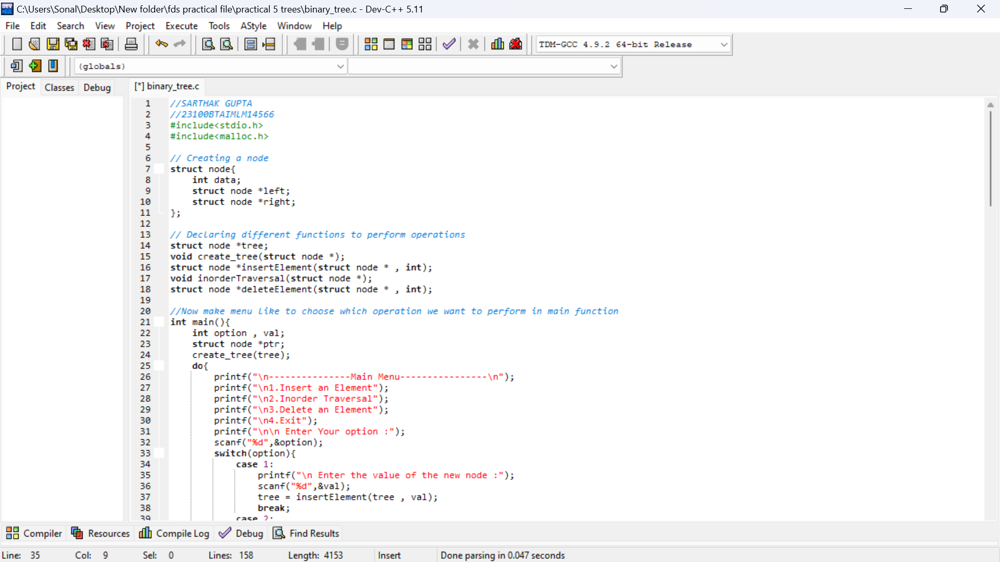 C:\Users\Sonal\Desktop\New folder\fds practical file\practical 5 trees\binary_tree.c - Dev-C++ 5.11
File Edit Search View Project Execute Tools AStyle Window Help
TDM-GCC 4.9.2 64-bit Release
(globals)
Project Classes Debug [*] binary_tree.c
1 //SARTHAK GUPTA
2 //23100BTAIMLM14566
3 #include<stdio.h>
4 #include<malloc.h>
5
6 // Creating a node
7 struct node{
8 int data;
9 struct node *left;
10 struct node *right;
11 };
12
13 // Declaring different functions to perform operations
14 struct node *tree;
15 void create_tree(struct node *);
16 struct node *insertElement(struct node * , int);
17 void inorderTraversal(struct node *);
18 struct node *deleteElement(struct node * , int);
19
20 //Now make menu like to choose which operation we want to perform in main function
21 int main(){
22 int option , val;
23 struct node *ptr;
24 create_tree(tree);
25 do{
26 printf("\n---------------Main Menu----------------\n");
27 printf("\n1.Insert an Element");
28 printf("\n2.Inorder Traversal");
29 printf("\n3.Delete an Element");
30 printf("\n4.Exit");
31 printf("\n\n Enter Your option :");
32 scanf("%d",&option);
33 switch(option){
34 case 1:
35 printf("\n Enter the value of the new node :");
36 scanf("%d",&val);
37 tree = insertElement(tree , val);
38 break;
39 case 2:
Compiler Resources Compile Log Debug Find Results
Line: 35 Col: 9 Sel: 0 Lines: 158 Length: 4153 Insert Done parsing in 0.047 seconds